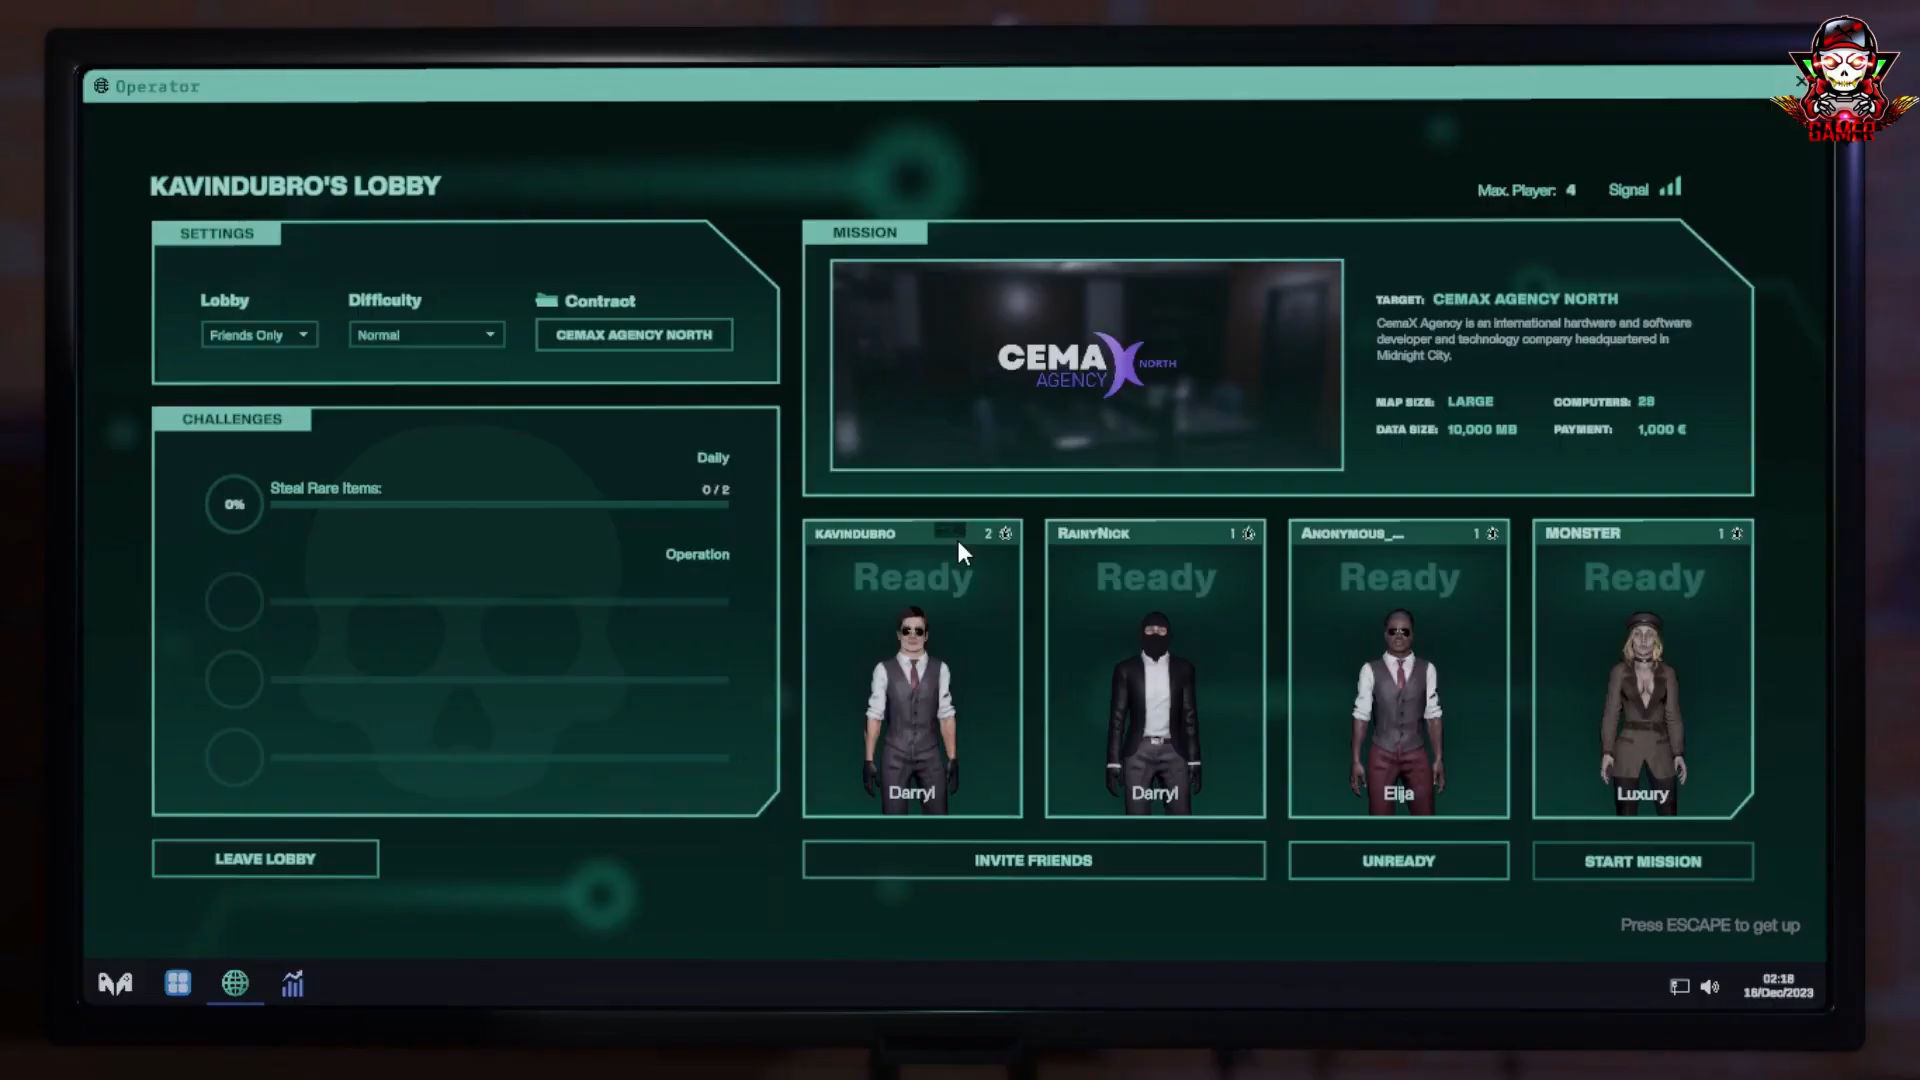 Operator
GAMER
KAVINDUBRO'S LOBBY
Max. Player: 4
Signal
SETTINGS
Lobby
Difficulty
Contract
Friends Only
Normal
CEMAX AGENCY NORTH
CHALLENGES
Daily
Steal Rare Items:
0 / 2
0%
Operation
MISSION
CEMAX
AGENCY
NORTH
TARGET: CEMAX AGENCY NORTH
CemaX Agency is an international hardware and software
developer and technology company headquartered in
Midnight City.
MAP SIZE: LARGE
COMPUTERS: 28
DATA SIZE: 10,000 MB
PAYMENT: 1,000 €
KAVINDUBRO 2
Ready
Darryl
RAINYNICK 1
Ready
Darryl
ANONYMOUS_... 1
Ready
Elija
MONSTER 1
Ready
Luxury
LEAVE LOBBY
INVITE FRIENDS
UNREADY
START MISSION
Press ESCAPE to get up
02:18
16/Dec/2023